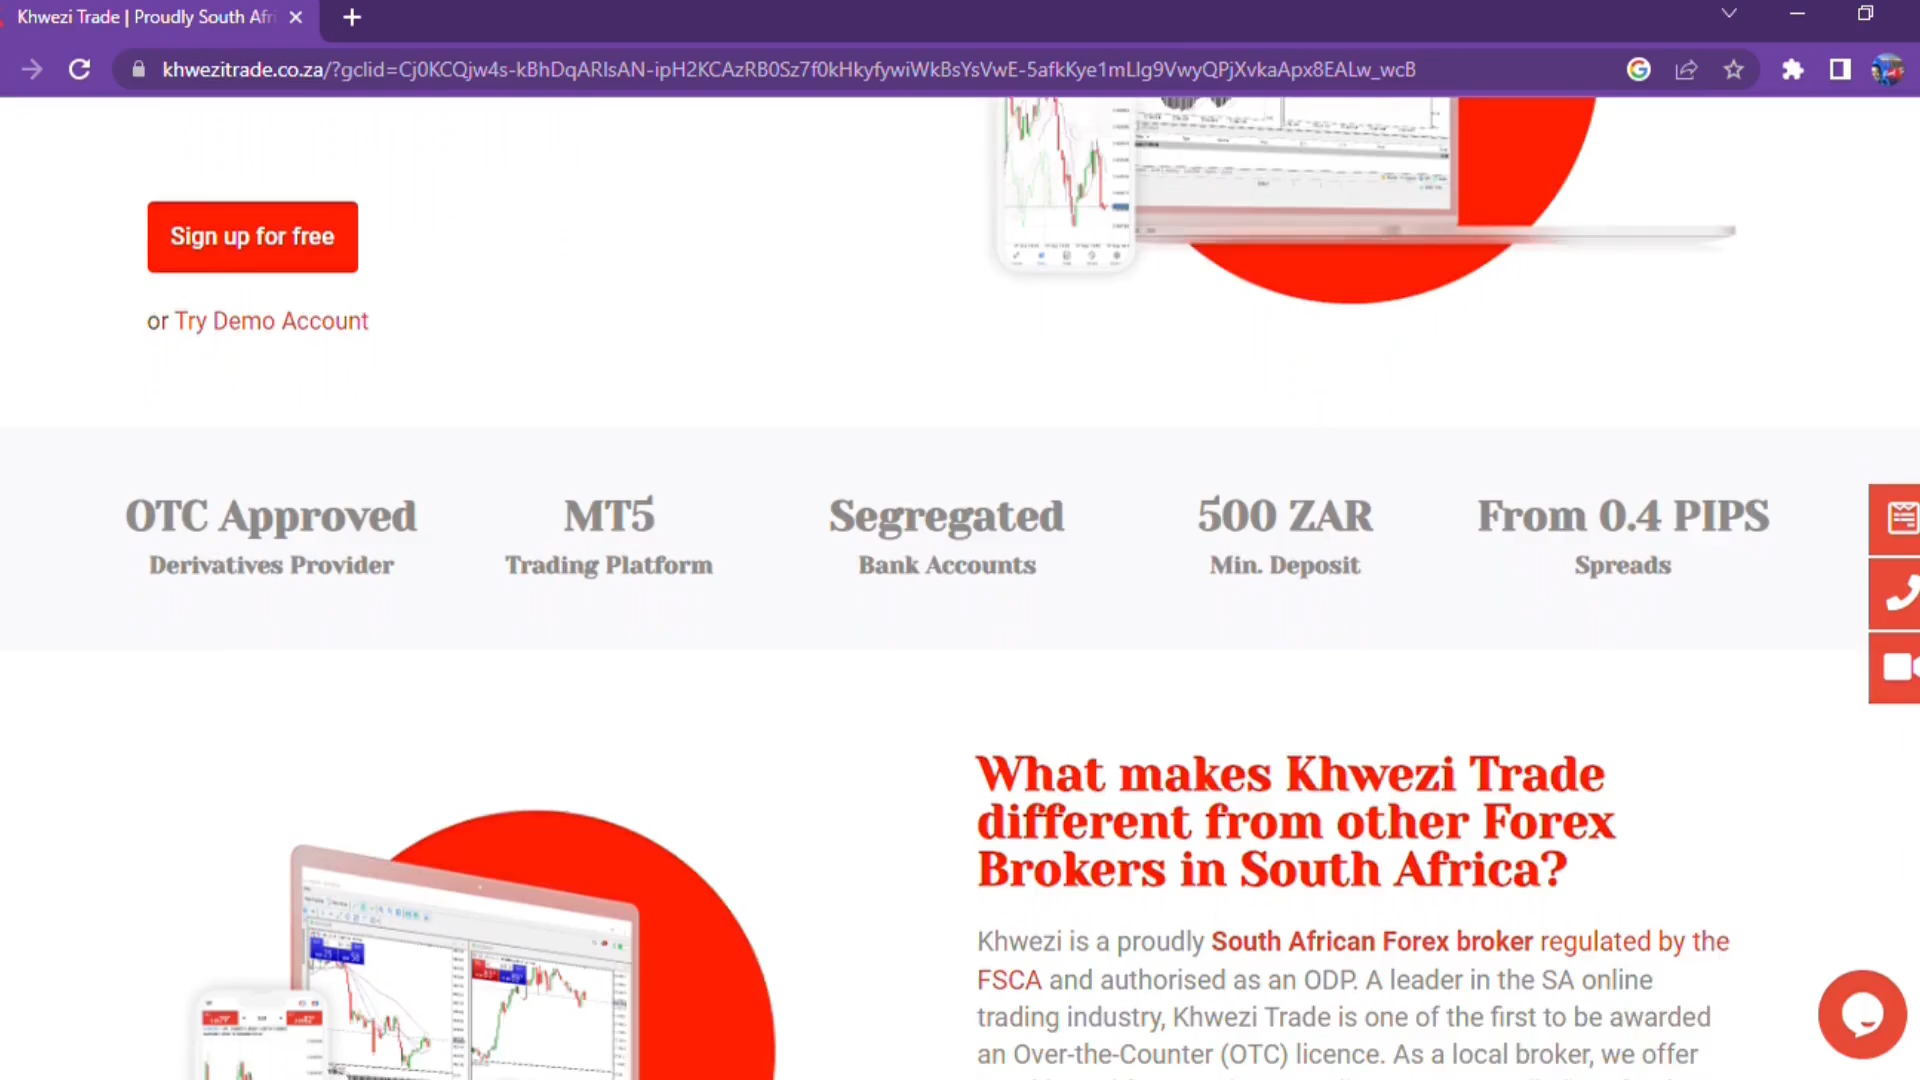 Khwezi Trade | Proudly South Afri
khwezitrade.co.za/?gclid=Cj0KCQjw4s-kBhDqARIsAN-ipH2KCAzRB0Sz7f0kHkyfywiWkBsYsVwE-5afkKye1mLlg9VwyQPjXvkaApx8EALw_wcB
Sign up for free
or Try Demo Account
OTC Approved
Derivatives Provider
MT5
Trading Platform
Segregated
Bank Accounts
500 ZAR
Min. Deposit
From 0.4 PIPS
Spreads
What makes Khwezi Trade
different from other Forex
Brokers in South Africa?
Khwezi is a proudly South African Forex broker regulated by the
FSCA and authorised as an ODP. A leader in the SA online
trading industry, Khwezi Trade is one of the first to be awarded
an Over-the-Counter (OTC) licence. As a local broker, we offer